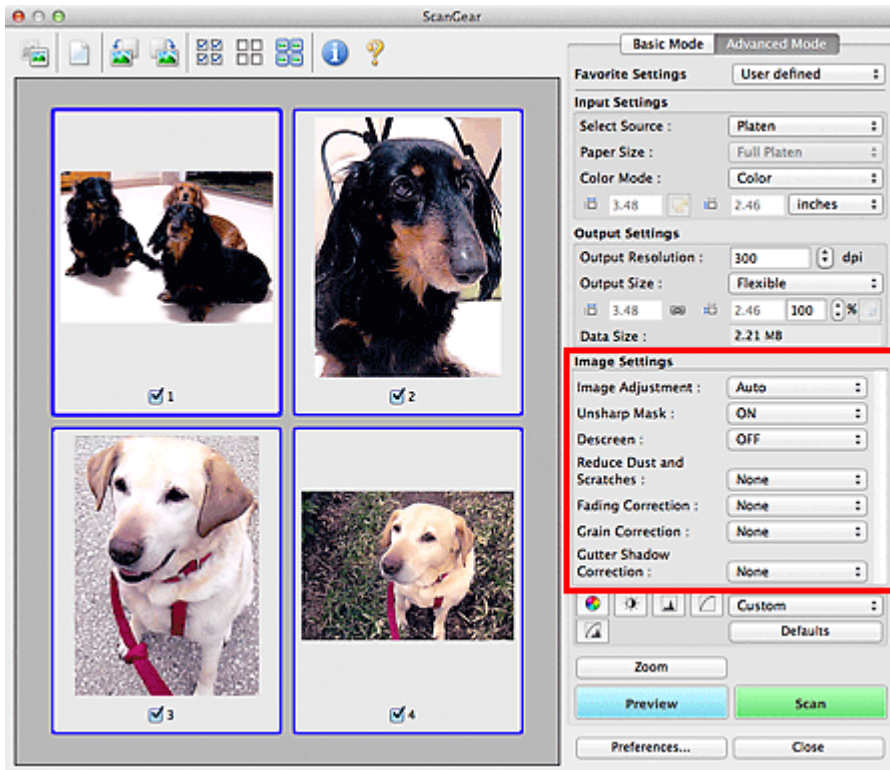 ScanGear
Basic Mode Advanced Mode
Favorite Settings User defined
Input Settings
Select Source : Platen
Paper Size : Full Platen
Color Mode : Color
3.48 2.46 inches
Output Settings
Output Resolution : 300 dpi
Output Size : Flexible
3.48 2.46 100 %
Data Size : 2.21 MB
Image Settings
Image Adjustment : Auto
Unsharp Mask : ON
Descreen : OFF
Reduce Dust and
Scratches : None
Fading Correction : None
Grain Correction : None
Gutter Shadow
Correction : None
Custom
Defaults
Zoom
Preview Scan
Preferences... Close
1
2
3
4